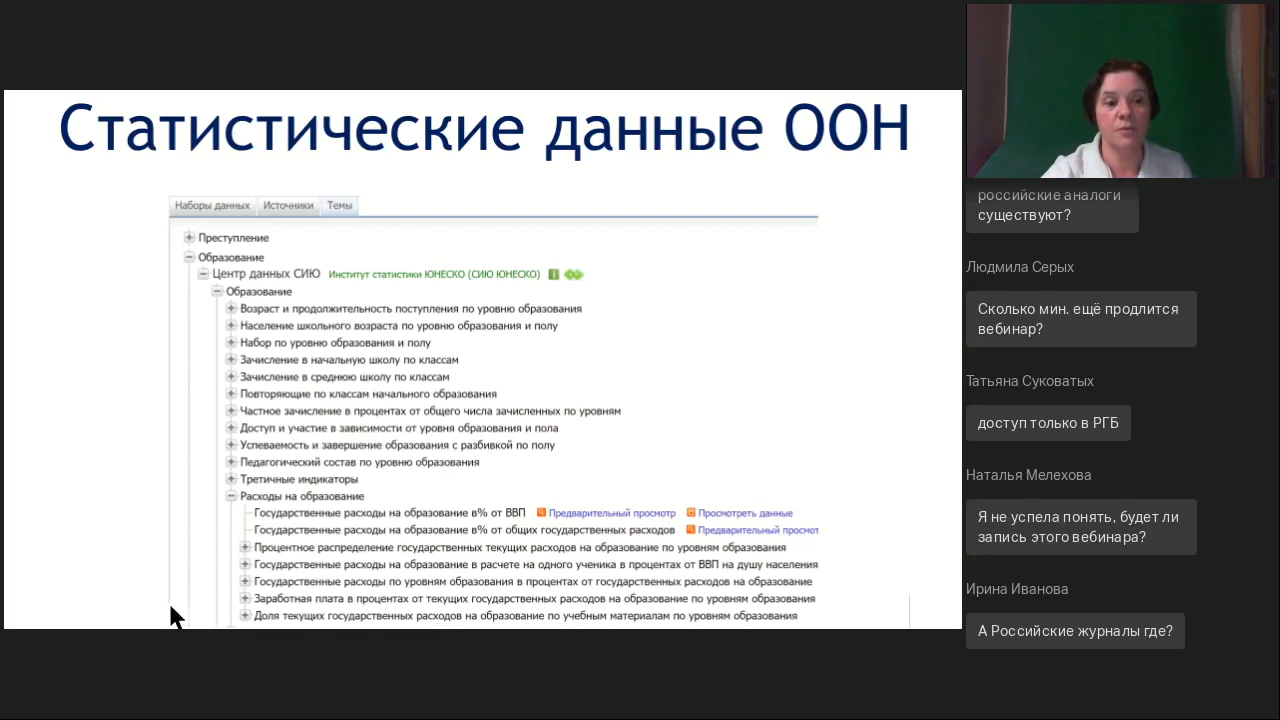 Статистические данные ООН
Наборы данных Источники Темы
Преступление
Образование
Центр данных СИЮ Институт статистики ЮНЕСКО (СИЮ ЮНЕСКО)
Образование
Возраст и продолжительность поступления по уровню образования
Население школьного возраста по уровню образования и полу
Набор по уровню образования и полу
Зачисление в начальную школу по классам
Зачисление в среднюю школу по классам
Повторяющие по классам начального образования
Частное зачисление в процентах от общего числа зачисленных по уровням
Доступ и участие в зависимости от уровня образования и пола
Успеваемость и завершение образования с разбивкой по полу
Педагогический состав по уровню образования
Третичные индикаторы
Расходы на образование
Государственные расходы на образование в% от ВВП Предварительный просмотр Просмотреть данные
Государственные расходы на образование в% от общих государственных расходов Предварительный просмот
Процентное распределение государственных текущих расходов на образование по уровням образования
Государственные расходы на образование в расчете на одного ученика в процентах от ВВП на душу населения
Государственные расходы по уровням образования в процентах от государственных расходов на образование
Заработная плата в процентах от текущих государственных расходов на образование по уровням образования
Доля текущих государственных расходов на образование по учебным материалам по уровням образования
российские аналоги
существуют?
Людмила Серых
Сколько мин. ещё продлится
вебинар?
Татьяна Суковатых
доступ только в РГБ
Наталья Мелехова
Я не успела понять, будет ли
запись этого вебинара?
Ирина Иванова
А Российские журналы где?